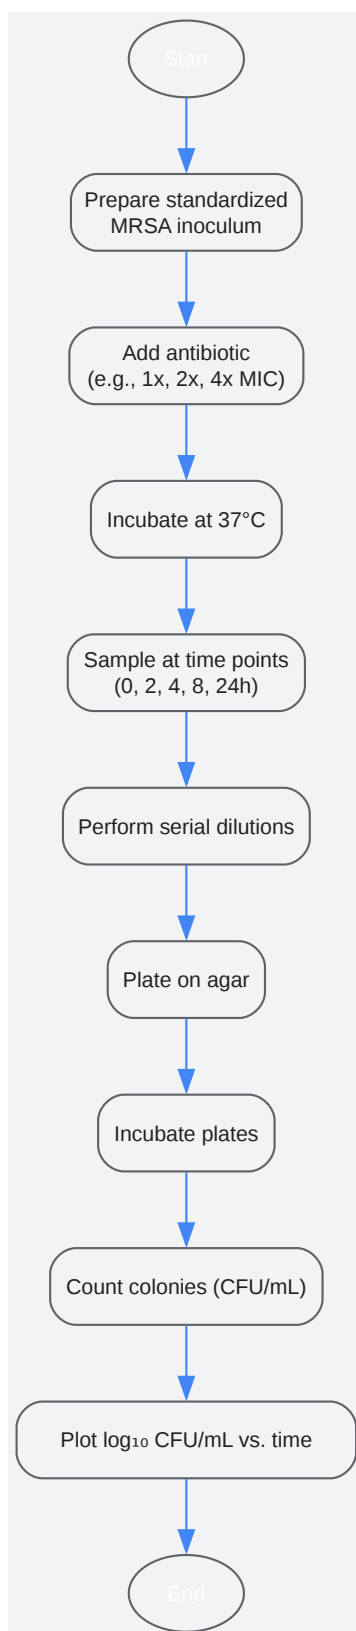 Start
Prepare standardized
MRSA inoculum
Add antibiotic
(e.g., 1x, 2x, 4x MIC)
Incubate at 37°C
Sample at time points
(0, 2, 4, 8, 24h)
Perform serial dilutions
Plate on agar
Incubate plates
Count colonies (CFU/mL)
Plot log₁₀ CFU/mL vs. time
End